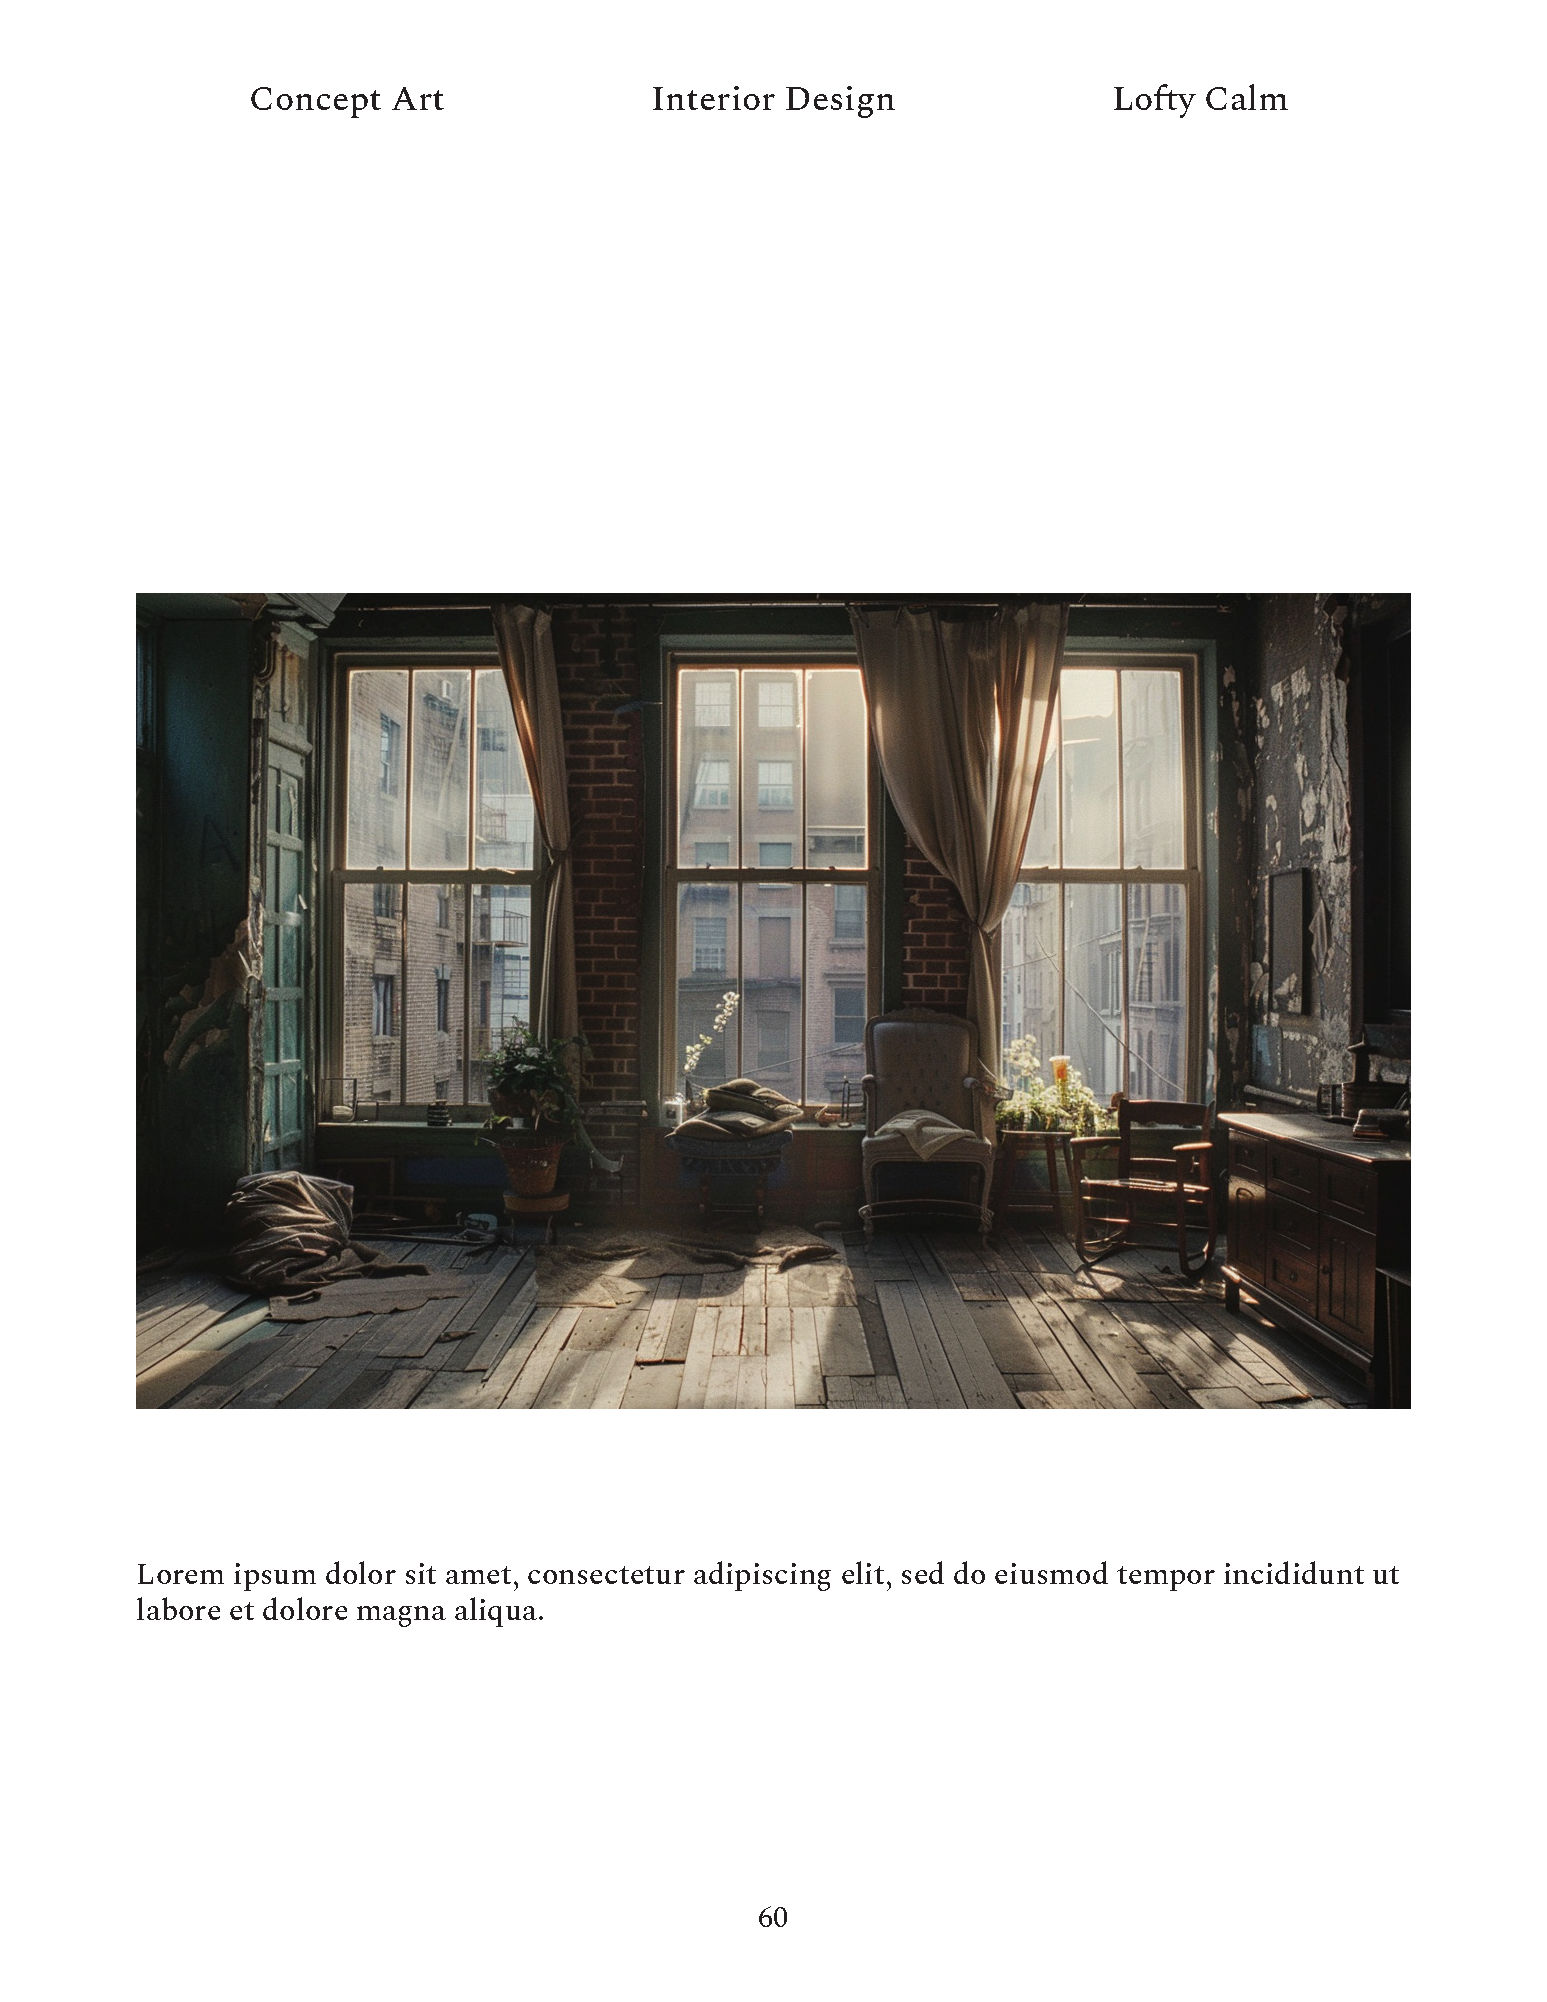 Concept Art Interior Design Lofty Calm
Lorem ipsum dolor sit amet, consectetur adipiscing elit, sed do eiusmod tempor incididunt ut
labore et dolore magna aliqua.
60